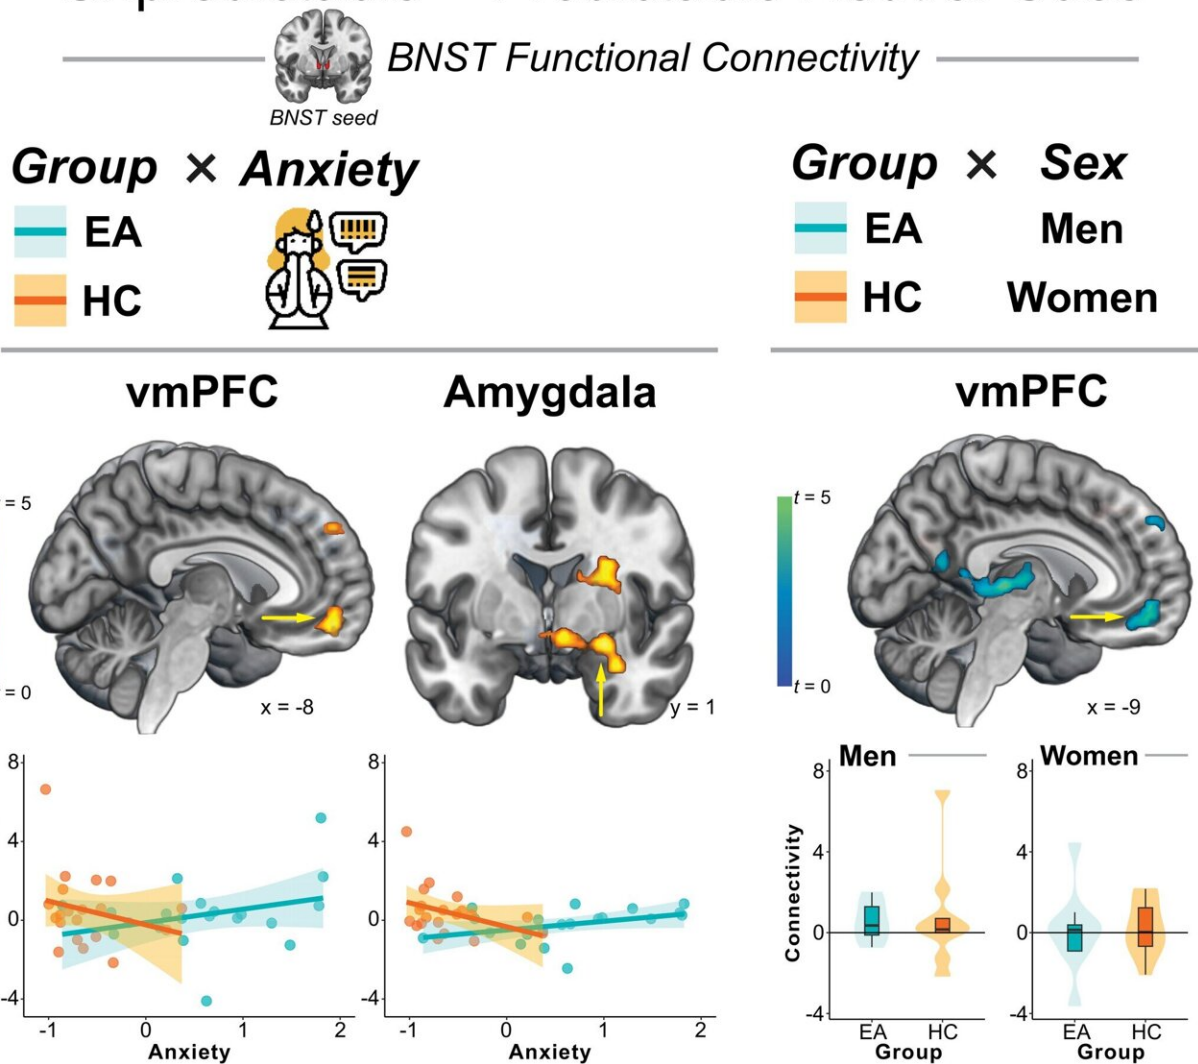 BNST Functional Connectivity
BNST seed
Group × Anxiety
EA
HC
Group × Sex
EA Men
HC Women
vmPFC
Amygdala
vmPFC
= 5
= 0
x = -8
y = 1
t = 5
t = 0
x = -9
8
4
0
-4
-1 0 1 2
Anxiety
8
4
0
-4
-1 0 1 2
Anxiety
Men
Connectivity
8
4
0
-4
EA HC
Group
Women
8
4
0
-4
EA HC
Group